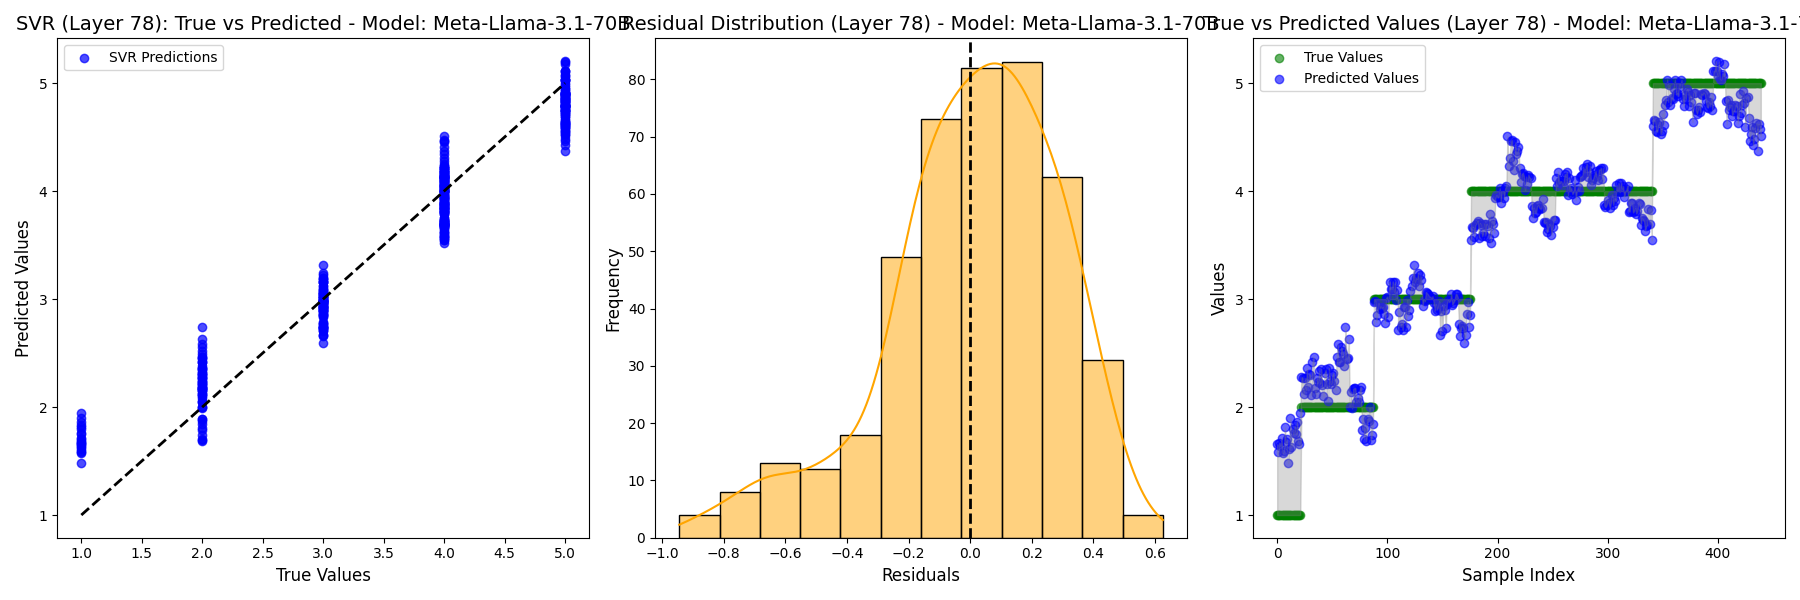 SVR (Layer 78): True vs Predicted - Model: Meta-Llama-3.1-70B
SVR Predictions
5
4
3
2
1
Predicted Values
1.0 1.5 2.0 2.5 3.0 3.5 4.0 4.5 5.0
True Values
Residual Distribution (Layer 78) - Model: Meta-Llama-3.1-70B
80
70
60
50
40
30
20
10
0
Frequency
−1.0 −0.8 −0.6 −0.4 −0.2 0.0 0.2 0.4 0.6
Residuals
True vs Predicted Values (Layer 78) - Model: Meta-Llama-3.1-
True Values
Predicted Values
5
4
3
2
1
Values
0 100 200 300 400
Sample Index